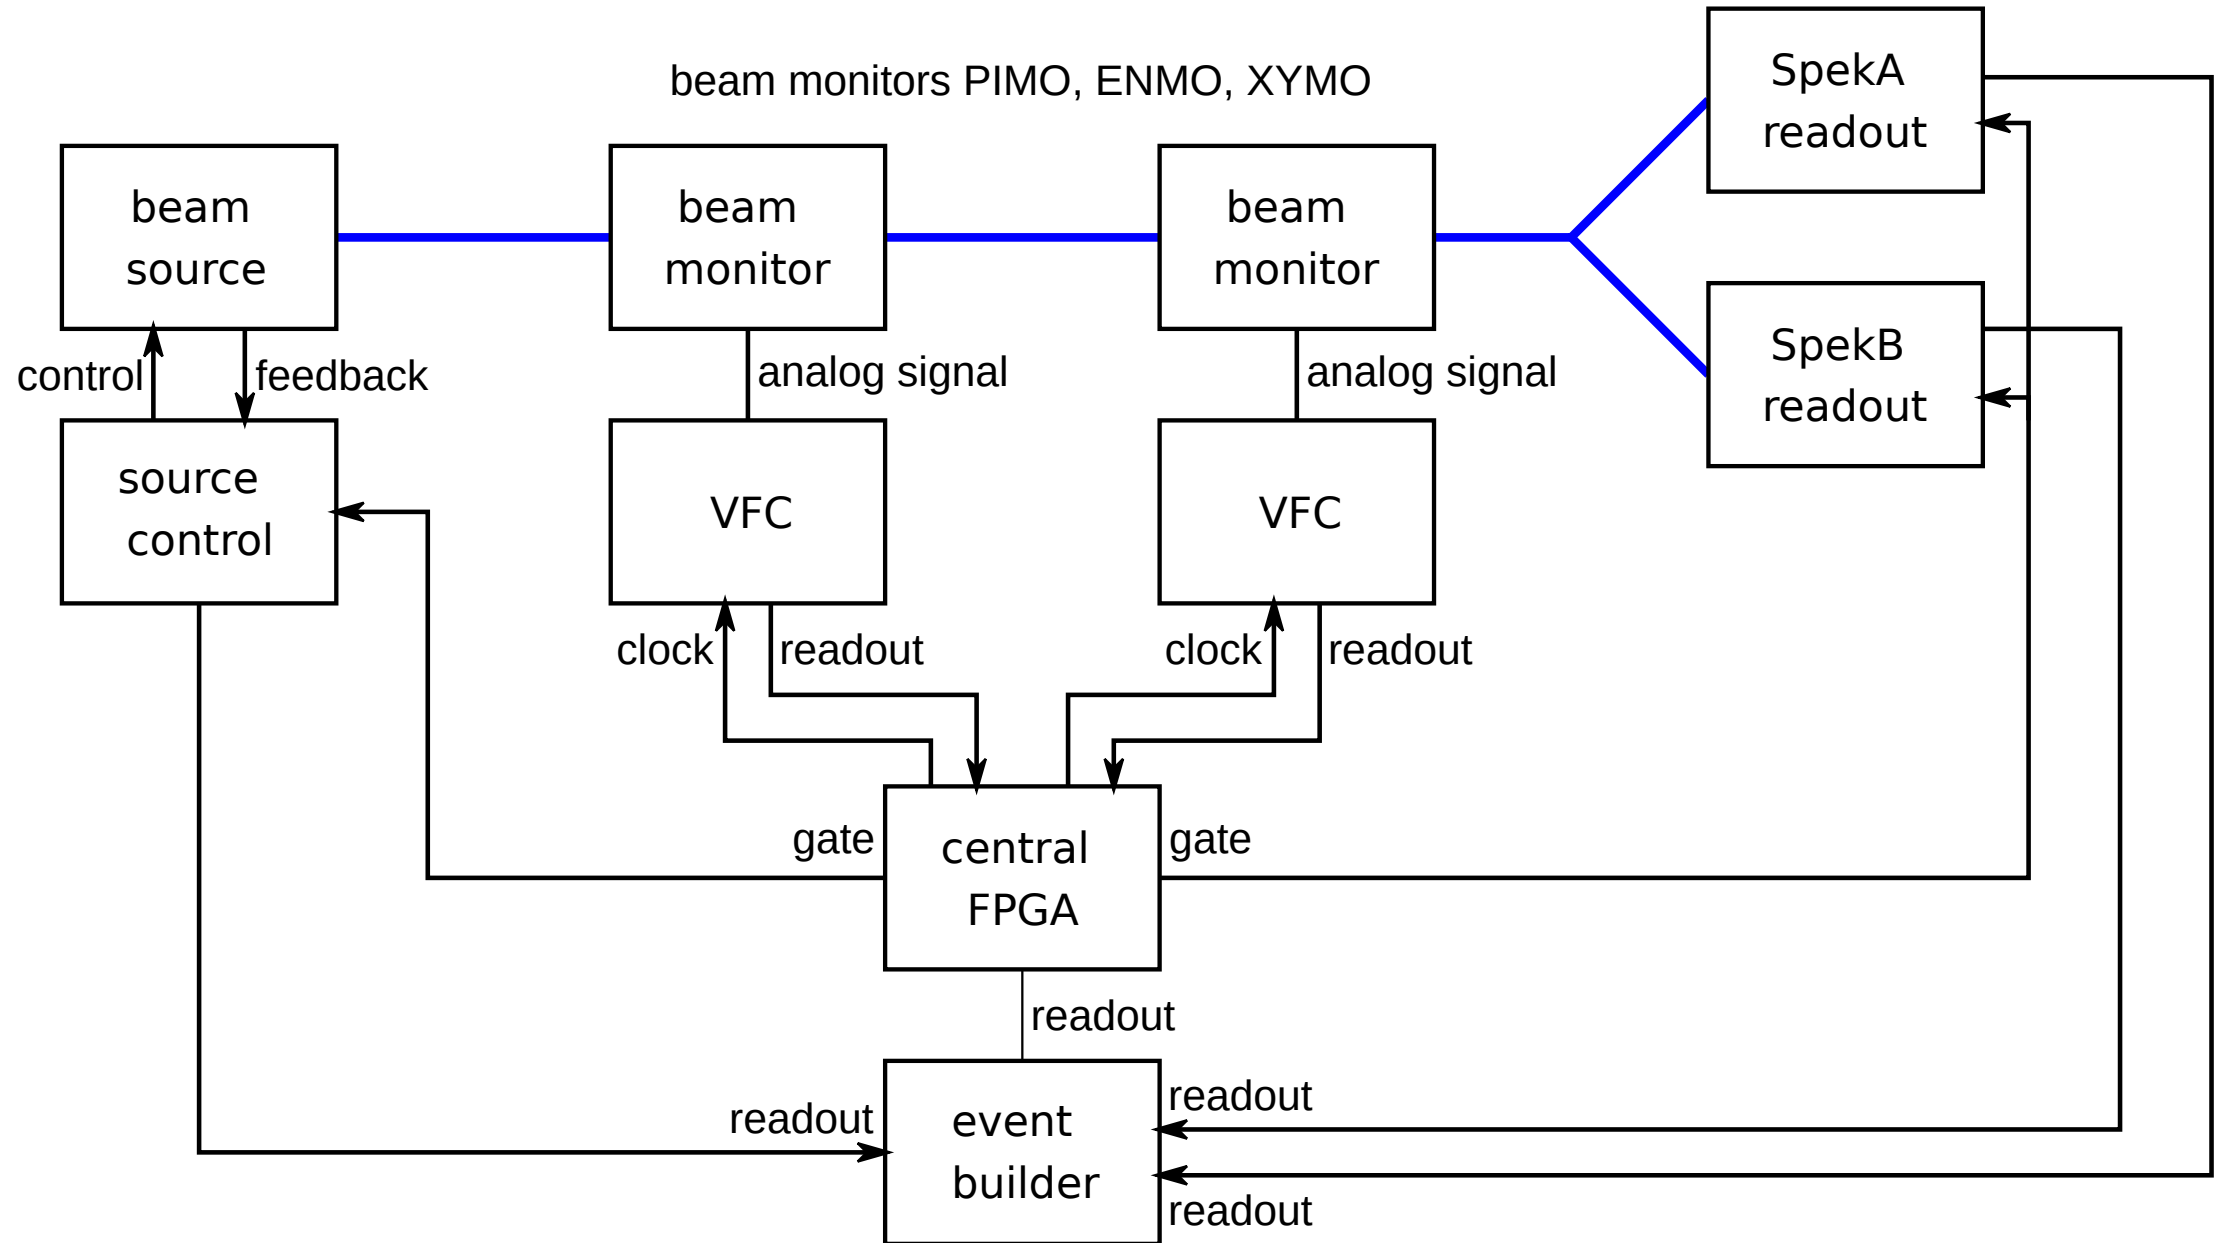 beam monitors PIMO, ENMO, XYMO
SpekA
readout
beam
source
beam
monitor
beam
monitor
SpekB
readout
control
feedback
analog signal
analog signal
source
control
VFC
VFC
clock
readout
clock
readout
gate
central
FPGA
gate
readout
readout
event
builder
readout
readout